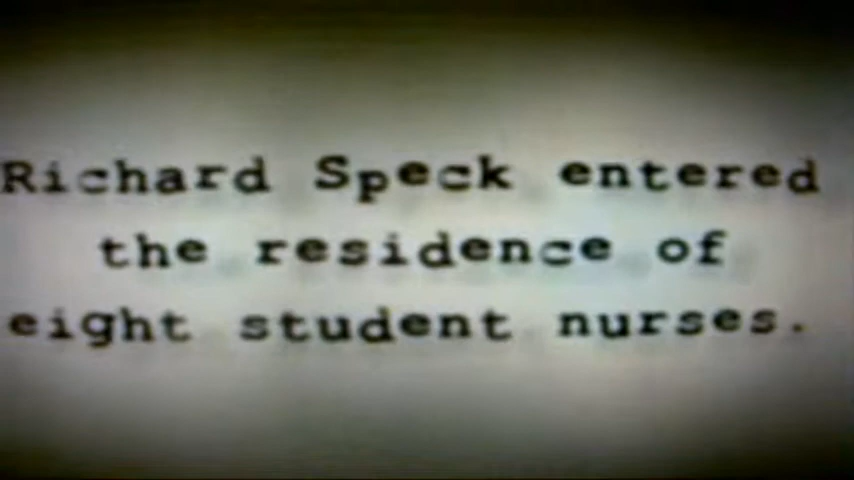 Richard Speck entered
the residence of
eight student nurses.